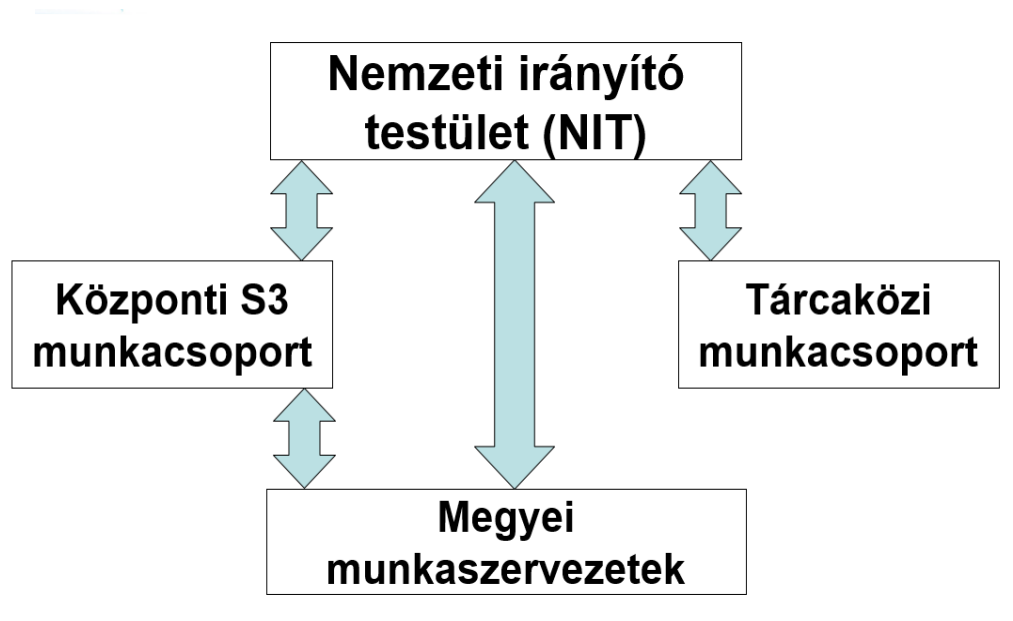 Nemzeti irányító
testület (NIT)
Központi S3
munkacsoport
Tárcaközi
munkacsoport
Megyei
munkaszervezetek